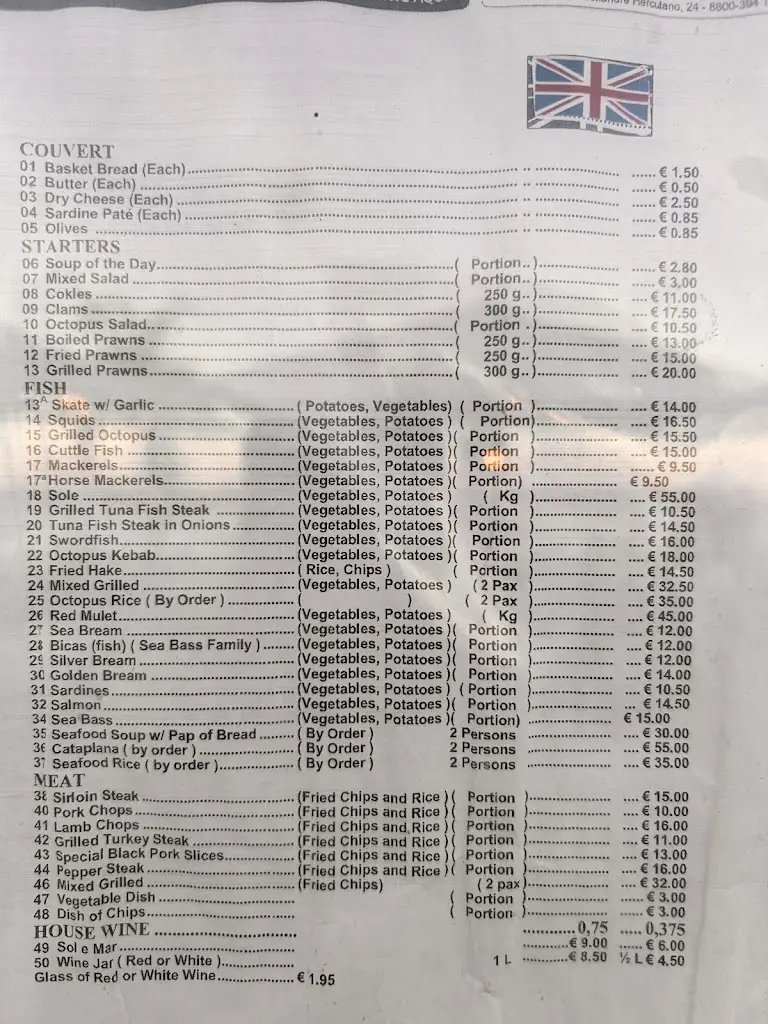 Herculano, 24 - 8800-394
COUVERT
01 Basket Bread (Each)........ € 1.50
02 Butter (Each)........ € 0.50
03 Dry Cheese (Each)........ € 2.50
04 Sardine Paté (Each)........ € 0.85
05 Olives........ € 0.85
STARTERS
06 Soup of the Day........( Portion..)........ € 2.80
07 Mixed Salad........( Portion..)........ € 3.00
08 Cokles........( 250 g..)........ € 11.00
09 Clams........( 300 g..)........ € 17.50
10 Octopus Salad........( Portion .)........ € 10.50
11 Boiled Prawns........( 250 g..)........ € 13.00
12 Fried Prawns........( 250 g..)........ € 15.00
13 Grilled Prawns........( 300 g..)........ € 20.00
FISH
13A Skate w/ Garlic........( Potatoes, Vegetables) ( Portion )........ € 14.00
14 Squids........(Vegetables, Potatoes ) ( Portion)........ € 16.50
15 Grilled Octopus........(Vegetables, Potatoes )( Portion )........ € 15.50
16 Cuttle Fish........(Vegetables, Potatoes )( Portion )........ € 15.00
17 Mackerels........(Vegetables, Potatoes )( Portion )........ € 9.50
17ª Horse Mackerels........(Vegetables, Potatoes )( Portion)........ € 9.50
18 Sole........(Vegetables, Potatoes ) ( Kg )........ € 55.00
19 Grilled Tuna Fish Steak........(Vegetables, Potatoes )( Portion )........ € 10.50
20 Tuna Fish Steak in Onions........(Vegetables, Potatoes )( Portion )........ € 14.50
21 Swordfish........(Vegetables, Potatoes )( Portion )........ € 16.00
22 Octopus Kebab........(Vegetables, Potatoes )( Portion )........ € 18.00
23 Fried Hake........( Rice, Chips ) ( Portion )........ € 14.50
24 Mixed Grilled........(Vegetables, Potatoes ) ( 2 Pax )........ € 32.50
25 Octopus Rice ( By Order )........( ) ( 2 Pax )........ € 35.00
26 Red Mulet........(Vegetables, Potatoes ) ( Kg )........ € 45.00
27 Sea Bream........(Vegetables, Potatoes )( Portion )........ € 12.00
28 Bicas (fish) ( Sea Bass Family )........(Vegetables, Potatoes )( Portion )........ € 12.00
29 Silver Bream........(Vegetables, Potatoes )( Portion )........ € 12.00
30 Golden Bream........(Vegetables, Potatoes )( Portion )........ € 14.00
31 Sardines........(Vegetables, Potatoes ) ( Portion )........ € 10.50
32 Salmon........(Vegetables, Potatoes )( Portion )........ € 14.50
34 Sea Bass........(Vegetables, Potatoes )( Portion)........ € 15.00
35 Seafood Soup w/ Pap of Bread........( By Order ) 2 Persons........ € 30.00
36 Cataplana ( by order )........( By Order ) 2 Persons........ € 55.00
37 Seafood Rice ( by order )........( By Order ) 2 Persons........ € 35.00
MEAT
38 Sirloin Steak........(Fried Chips and Rice )( Portion )........ € 15.00
40 Pork Chops........(Fried Chips and Rice )( Portion )........ € 10.00
41 Lamb Chops........(Fried Chips and Rice )( Portion )........ € 16.00
42 Grilled Turkey Steak........(Fried Chips and Rice )( Portion )........ € 11.00
43 Special Black Pork Slices........(Fried Chips and Rice )( Portion )........ € 13.00
44 Pepper Steak........(Fried Chips and Rice )( Portion )........ € 16.00
46 Mixed Grilled........(Fried Chips) ( 2 pax)........ € 32.00
47 Vegetable Dish........( Portion )........ € 3.00
48 Dish of Chips........( Portion )........ € 3.00
HOUSE WINE........ 0,75 ..... 0,375
49 Sol e Mar........ € 9.00 ...... € 6.00
50 Wine Jar ( Red or White )........ 1 L ........ € 8.50 ½ L € 4.50
Glass of Red or White Wine........ € 1.95